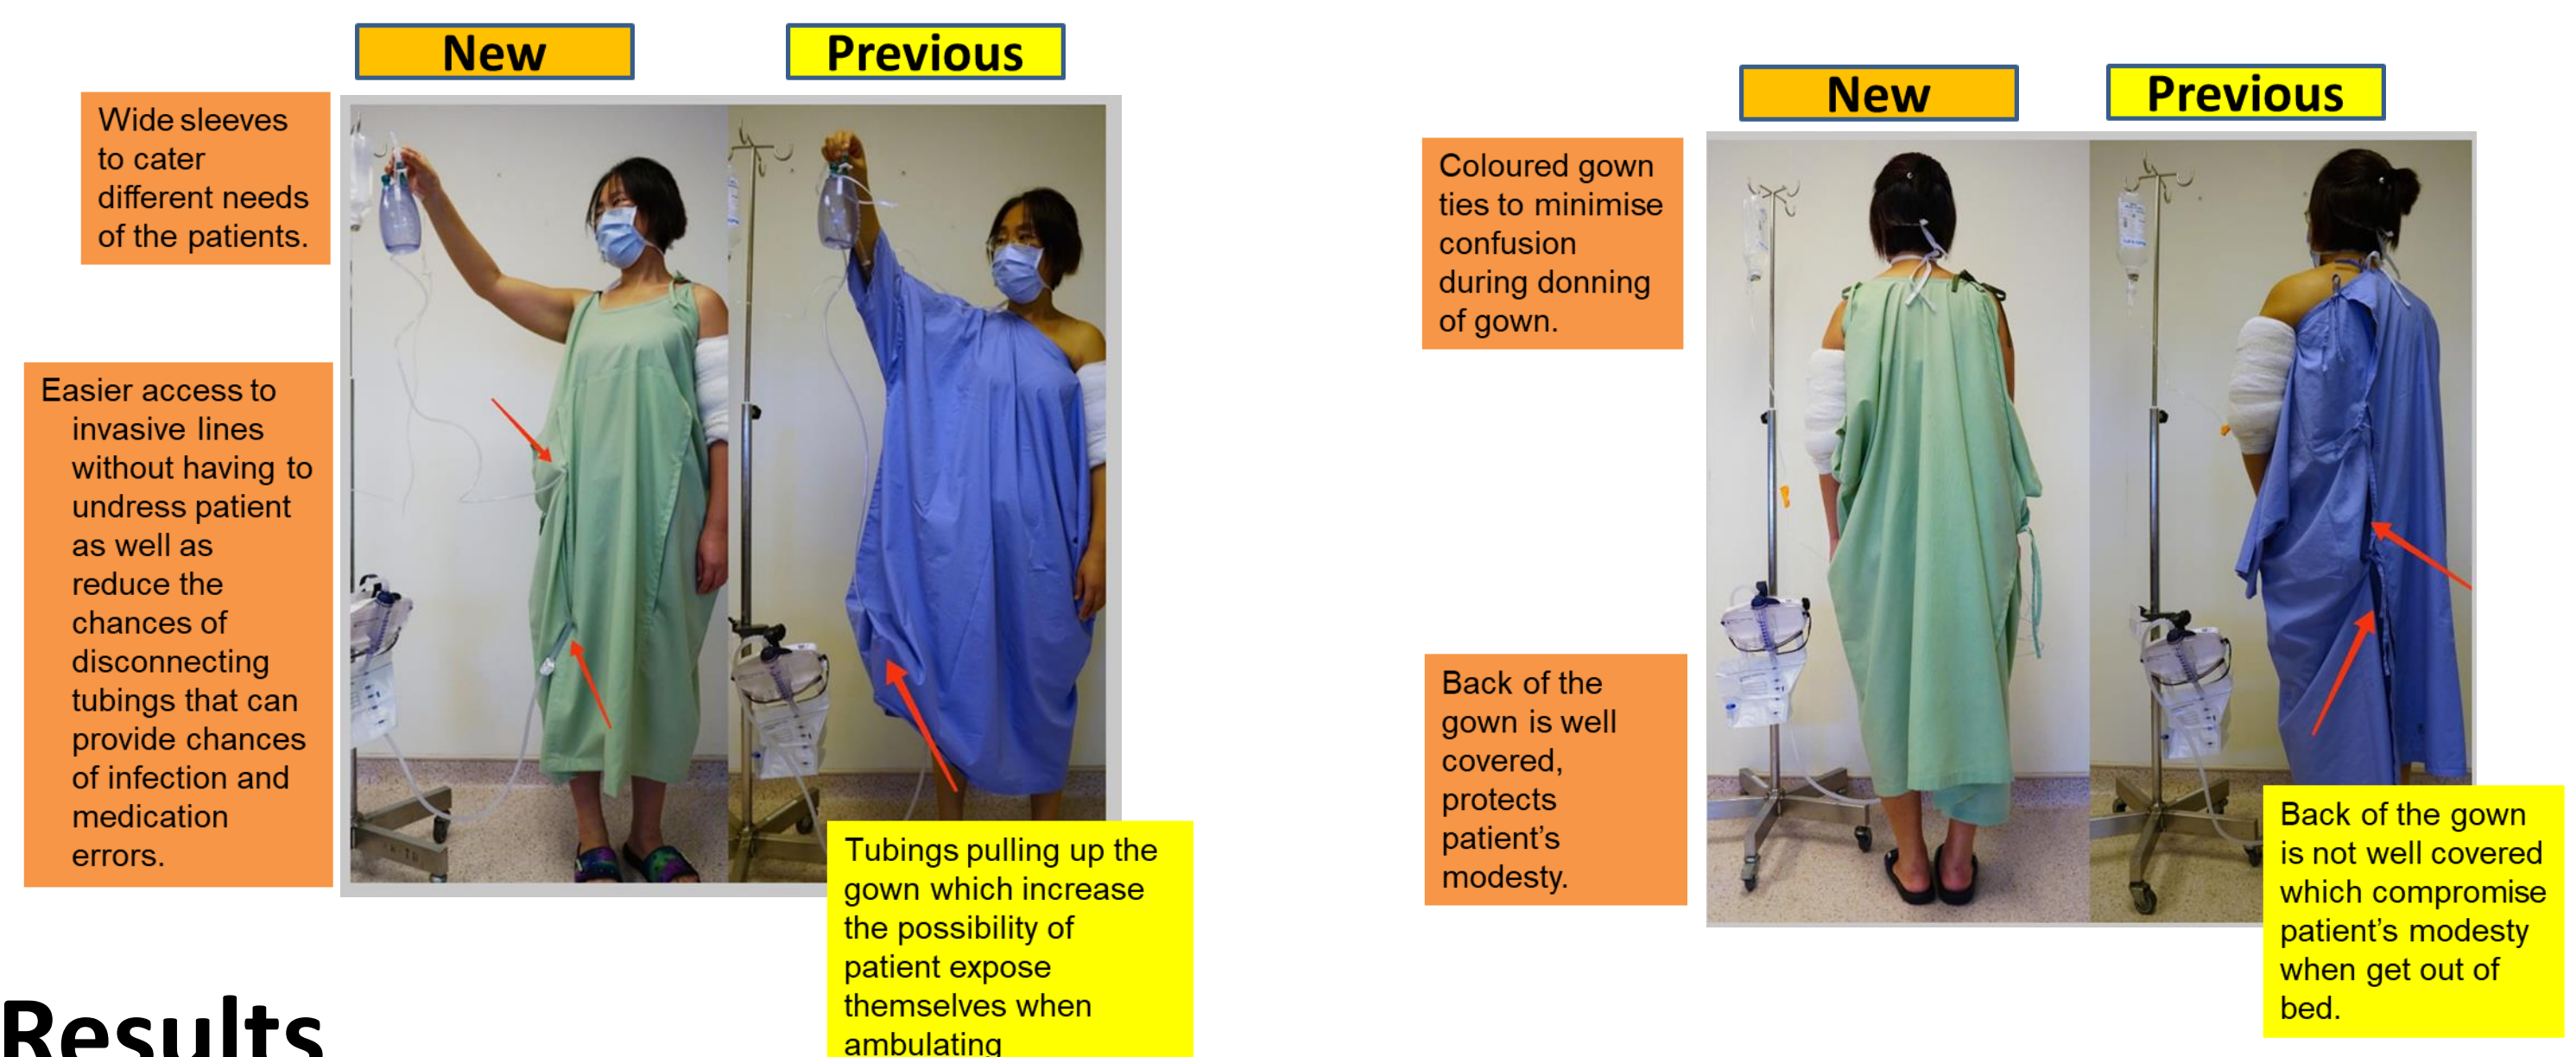 New
Previous
Wide sleeves
to cater
different needs
of the patients.
Easier access to
invasive lines
without having to
undress patient
as well as
reduce the
chances of
disconnecting
tubings that can
provide chances
of infection and
medication
errors.
Tubings pulling up the
gown which increase
the possibility of
patient expose
themselves when
ambulating
New
Previous
Coloured gown
ties to minimise
confusion
during donning
of gown.
Back of the
gown is well
covered,
protects
patient's
modesty.
Back of the gown
is not well covered
which compromise
patient's modesty
when get out of
bed.
Results